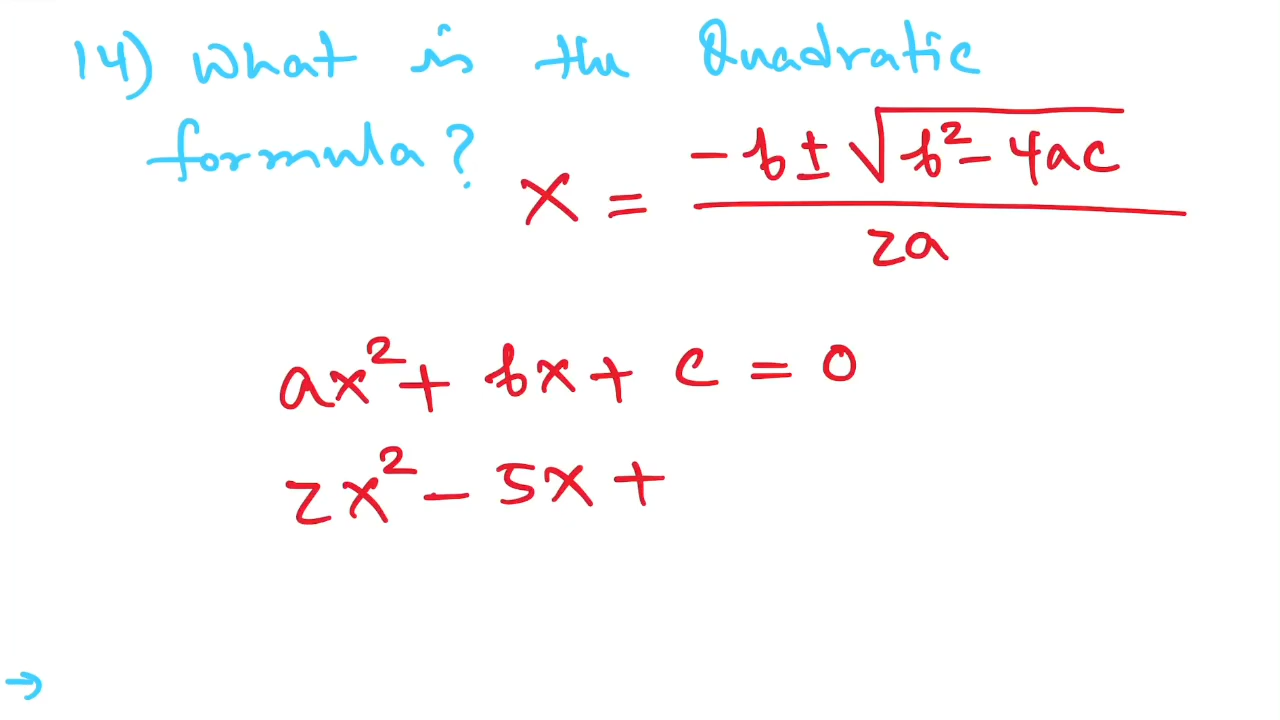 14) What is the Quadratic
formula?
x = -b ± √(b² - 4ac) / 2a
ax² + bx + c = 0
2x² - 5x +
→